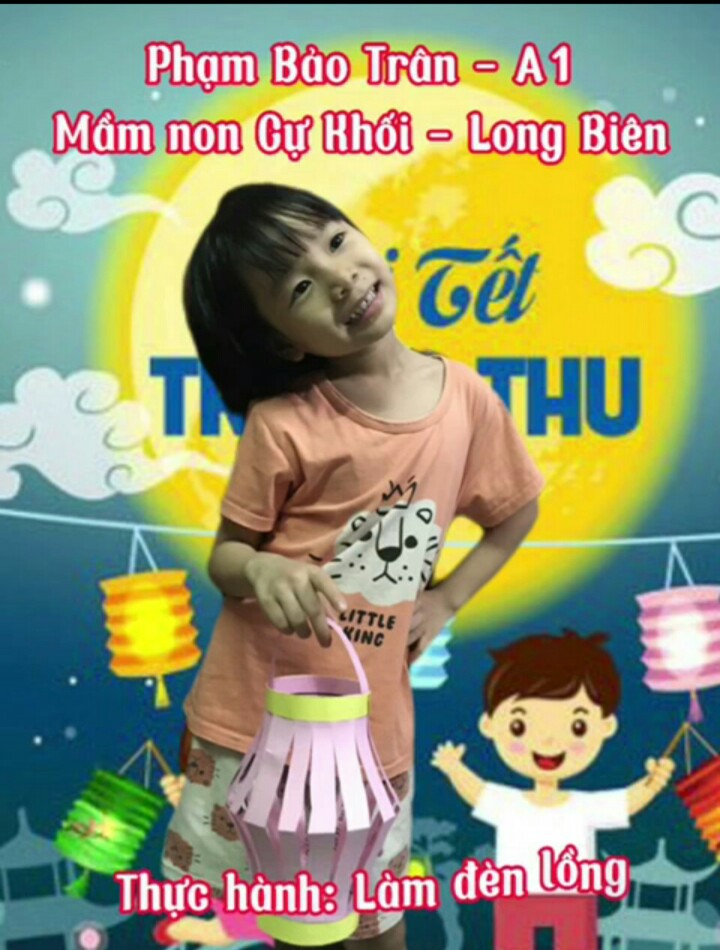 Phạm Bảo Trân - A1
Mầm non Cự Khối - Long Biên
Tết
THU
LITTLE
KING
Thực hành: Làm đèn lồng